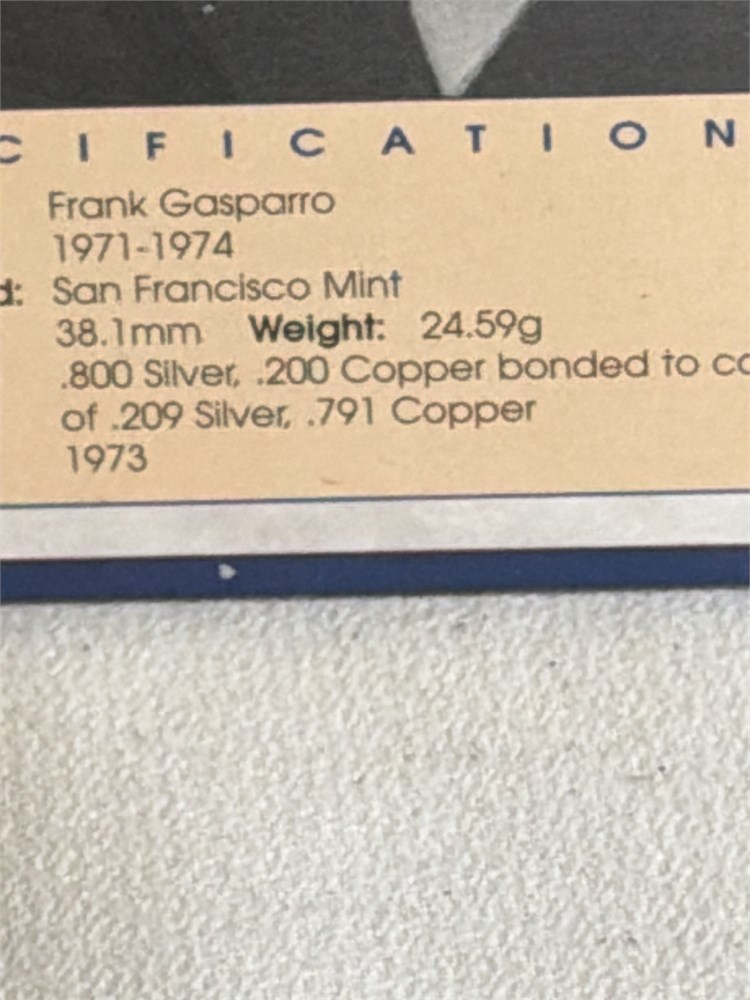 C I F I C A T I O N
Frank Gasparro
1971-1974
d: San Francisco Mint
38.1mm Weight: 24.59g
.800 Silver, .200 Copper bonded to co
of .209 Silver, .791 Copper
1973